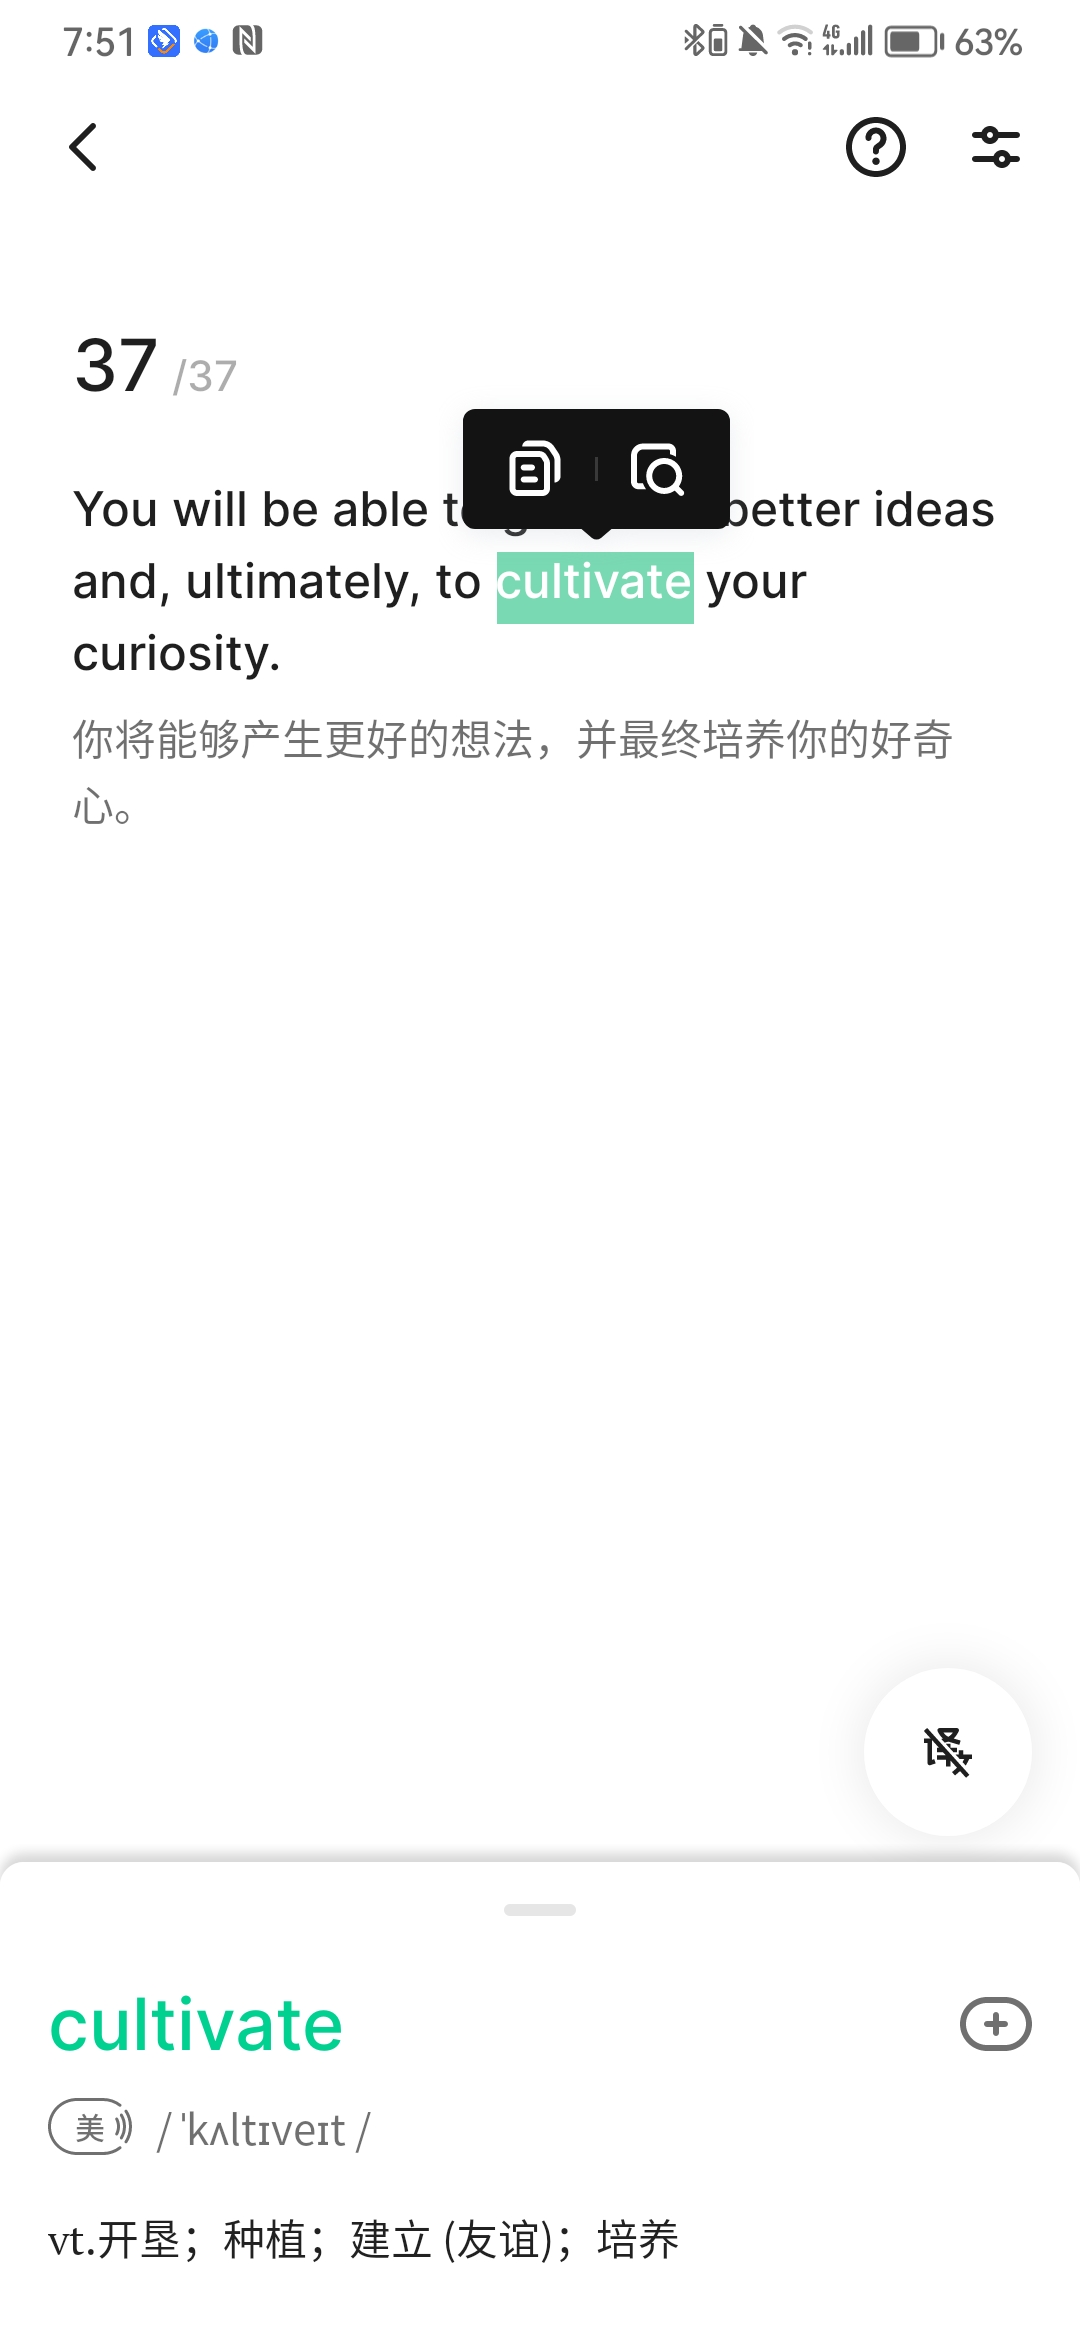 7:51 4G 63%
37 /37
You will be able better ideas
and, ultimately, to cultivate your
curiosity.
你将能够产生更好的想法，并最终培养你的好奇
心。
译
cultivate
美 / ˈkʌltɪveɪt /
vt.开垦；种植；建立 (友谊)；培养